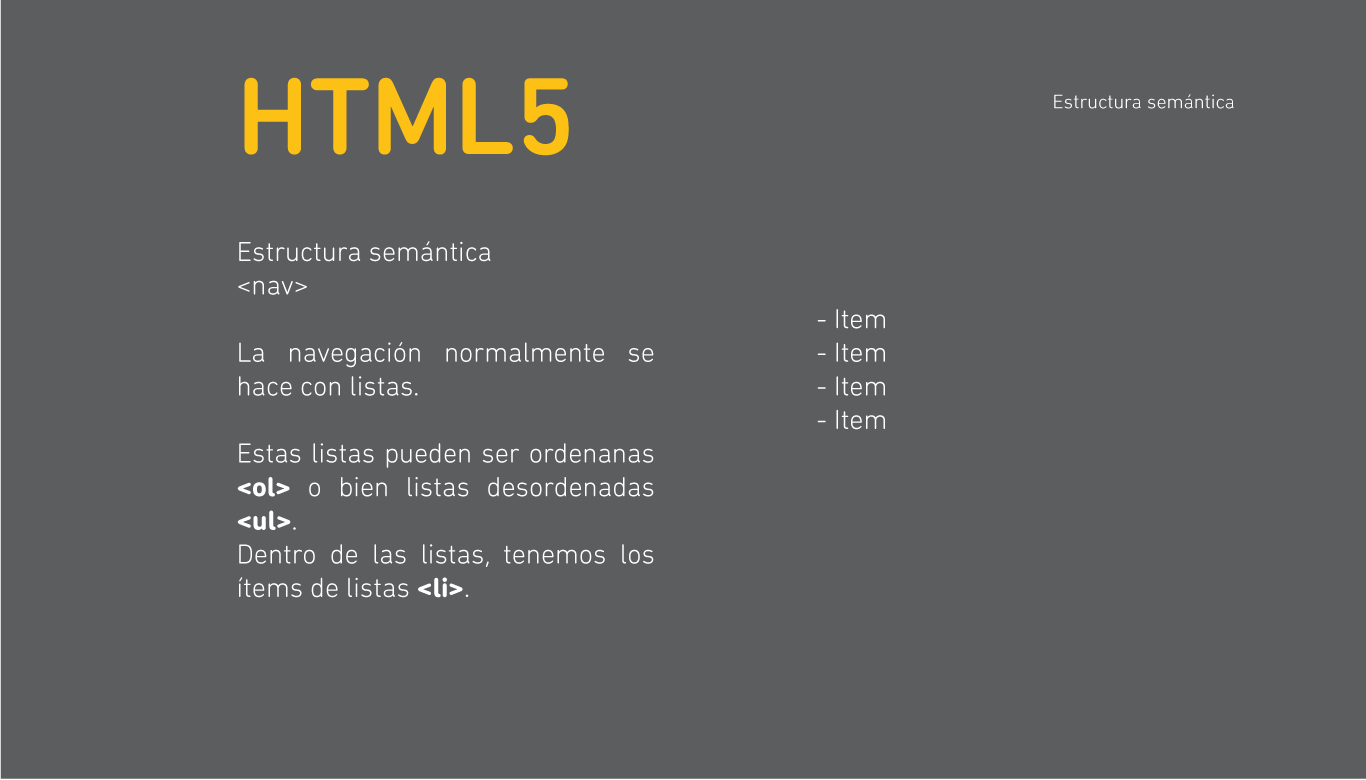 HTML5
Estructura semántica
Estructura semántica
<nav>
La navegación normalmente se
hace con listas.
Estas listas pueden ser ordenanas
<ol> o bien listas desordenadas
<ul>.
Dentro de las listas, tenemos los
ítems de listas <li>.
- Item
- Item
- Item
- Item